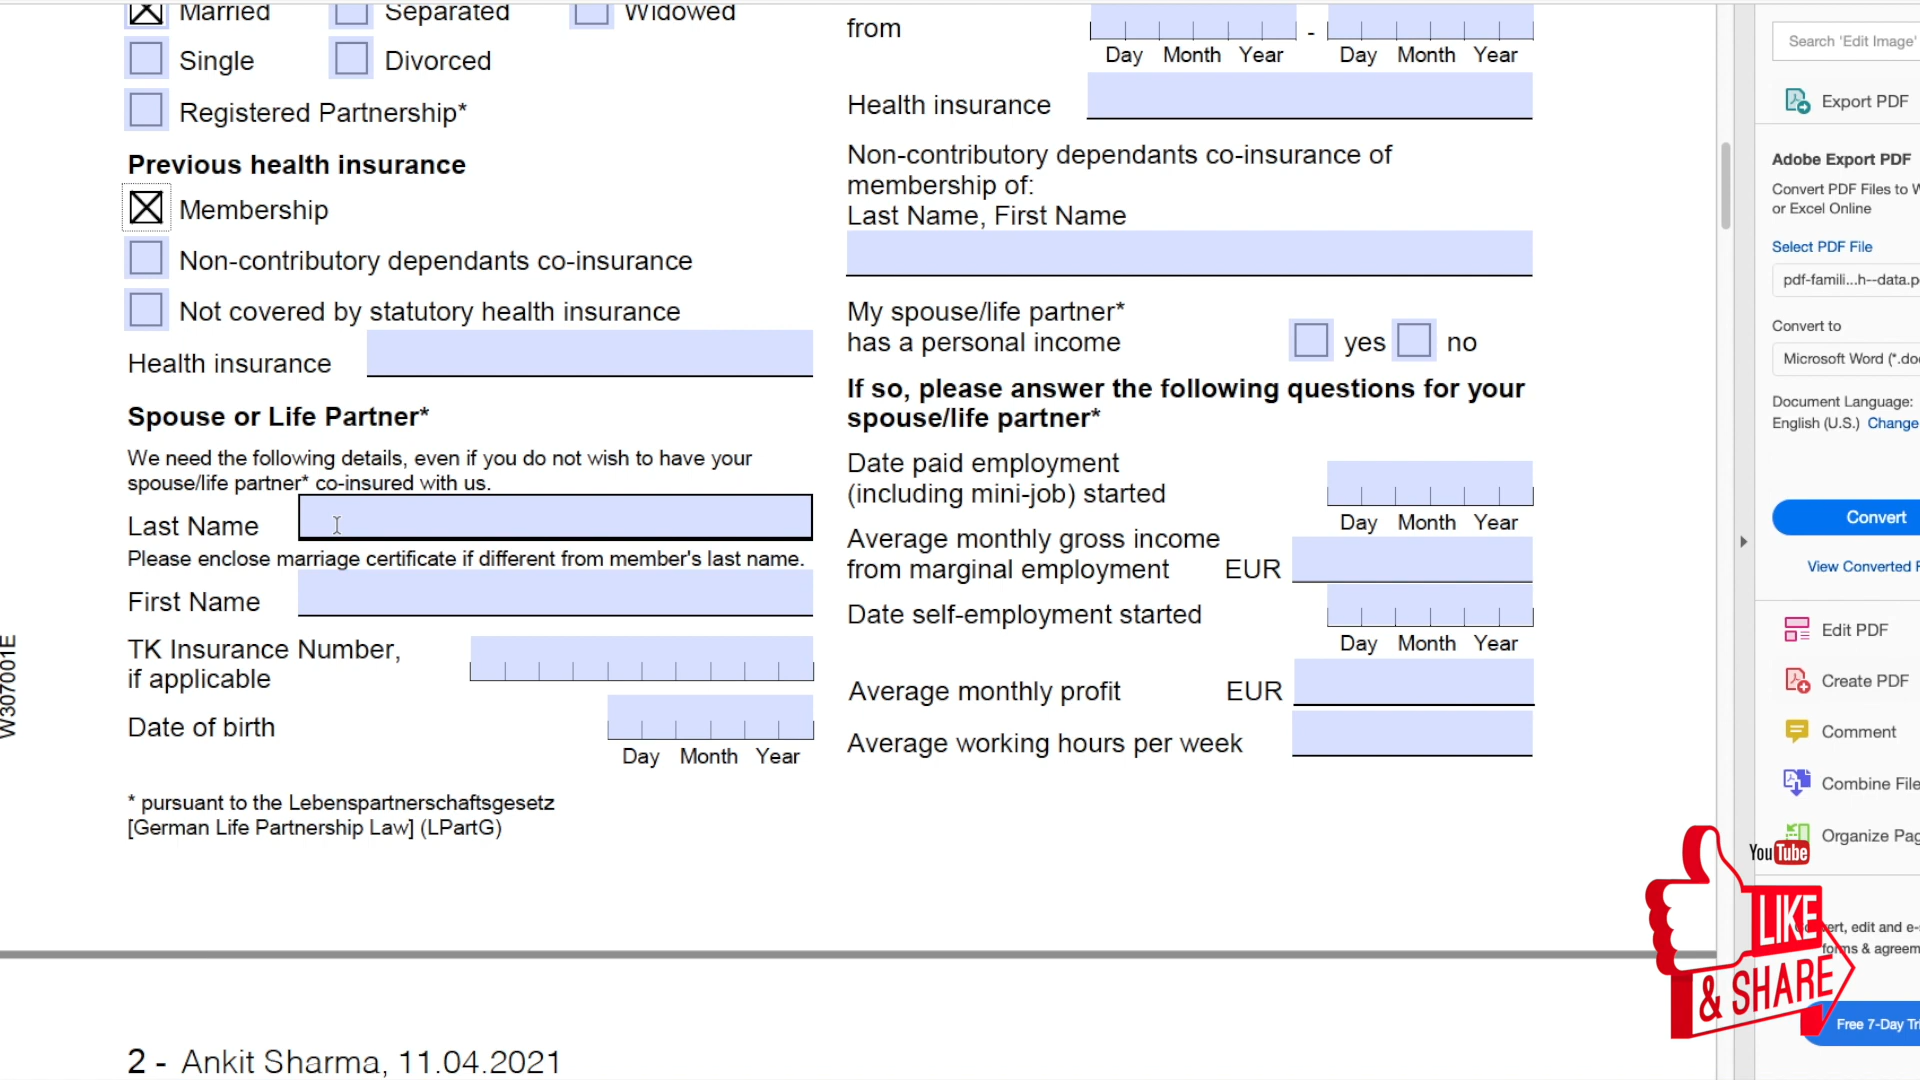 Married Separated Widowed
Single Divorced
Registered Partnership*
Previous health insurance
Membership
Non-contributory dependants co-insurance
Not covered by statutory health insurance
Health insurance
Spouse or Life Partner*
We need the following details, even if you do not wish to have your
spouse/life partner* co-insured with us.
Last Name
Please enclose marriage certificate if different from member's last name.
First Name
TK Insurance Number,
if applicable
Date of birth
Day Month Year
* pursuant to the Lebenspartnerschaftsgesetz
[German Life Partnership Law] (LPartG)
W307001E
from -
Day Month Year Day Month Year
Health insurance
Non-contributory dependants co-insurance of
membership of:
Last Name, First Name
My spouse/life partner*
has a personal income yes no
If so, please answer the following questions for your
spouse/life partner*
Date paid employment
(including mini-job) started
Day Month Year
Average monthly gross income
from marginal employment EUR
Date self-employment started
Day Month Year
Average monthly profit EUR
Average working hours per week
2 - Ankit Sharma, 11.04.2021
Search 'Edit Image'
Export PDF
Adobe Export PDF
Convert PDF Files to W
or Excel Online
Select PDF File
pdf-famili...h--data.p
Convert to
Microsoft Word (*.do
Document Language:
English (U.S.) Change
Convert
View Converted F
Edit PDF
Create PDF
Comment
Combine File
Organize Pag
YouTube
LIKE
& SHARE
ert, edit and e-
forms & agreem
Free 7-Day Tri